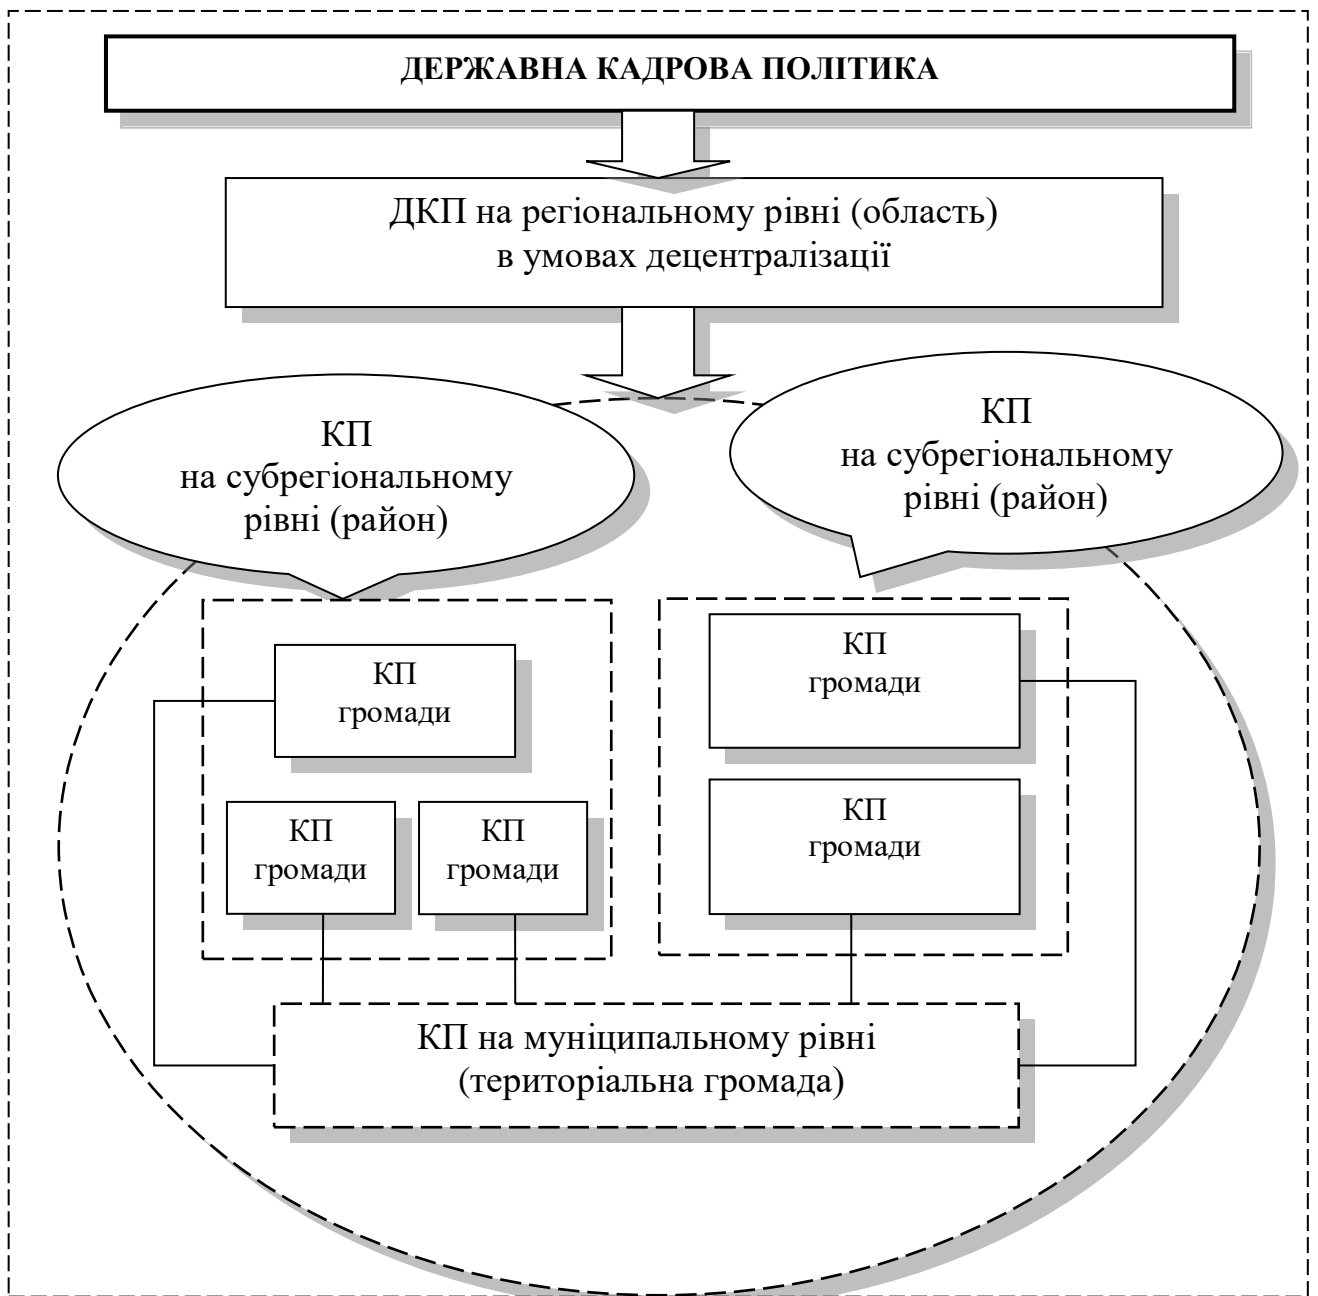 ДЕРЖАВНА КАДРОВА ПОЛІТИКА
ДКП на регіональному рівні (область)
в умовах децентралізації
КП
на субрегіональному
рівні (район)
КП
на субрегіональному
рівні (район)
КП
громади
КП
громади
КП
громади
КП
громади
КП
громади
КП на муніципальному рівні
(територіальна громада)